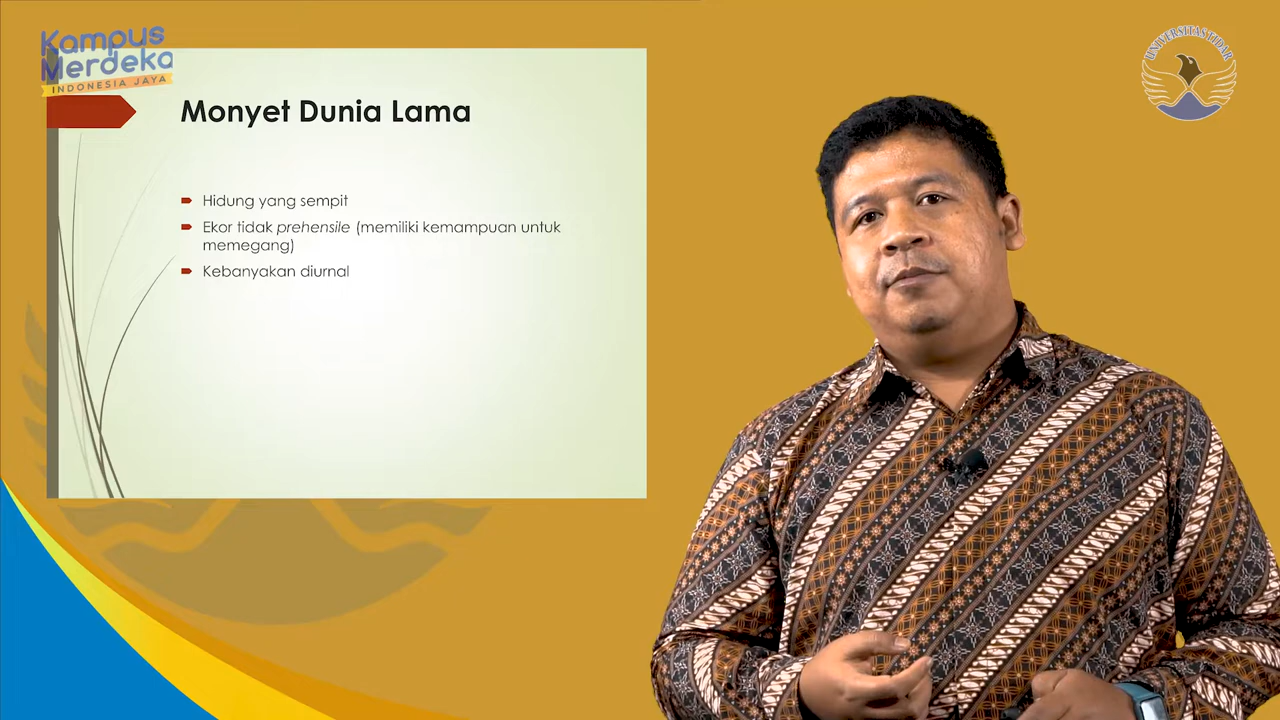 Kampus
Merdeka
INDONESIA JAYA
UNIVERSITAS TIDAR
Monyet Dunia Lama
Hidung yang sempit
Ekor tidak prehensile (memiliki kemampuan untuk
memegang)
Kebanyakan diurnal